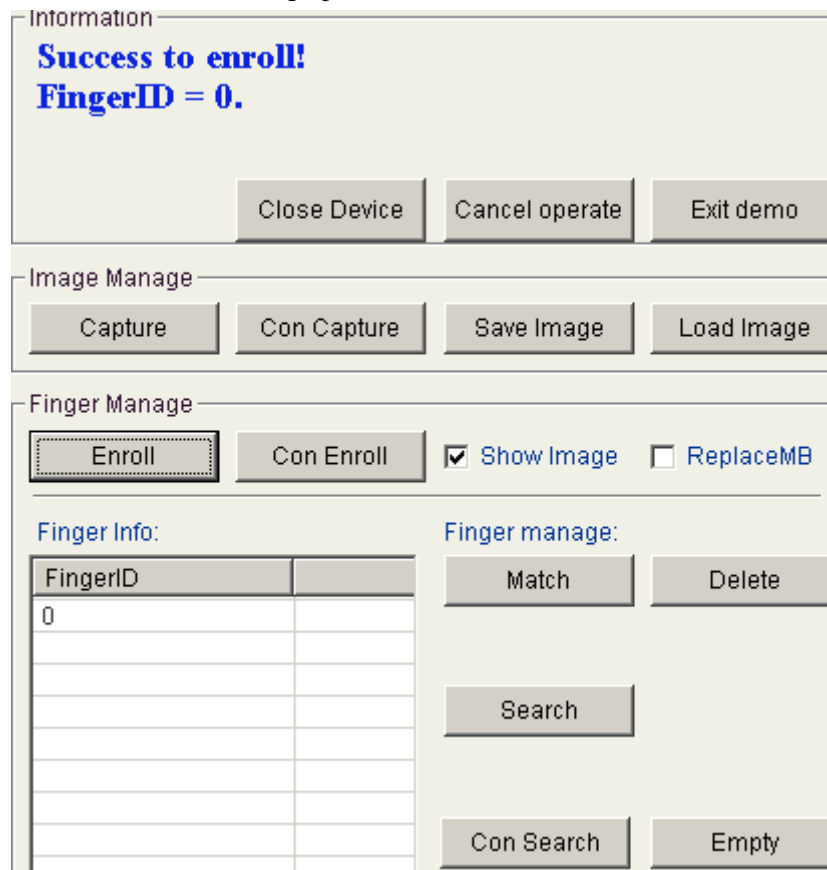 Information
Success to enroll!
FingerID = 0.
Close Device Cancel operate Exit demo
Image Manage
Capture Con Capture Save Image Load Image
Finger Manage
Enroll Con Enroll Show Image ReplaceMB
Finger Info: Finger manage:
FingerID Match Delete
0
Search
Con Search Empty